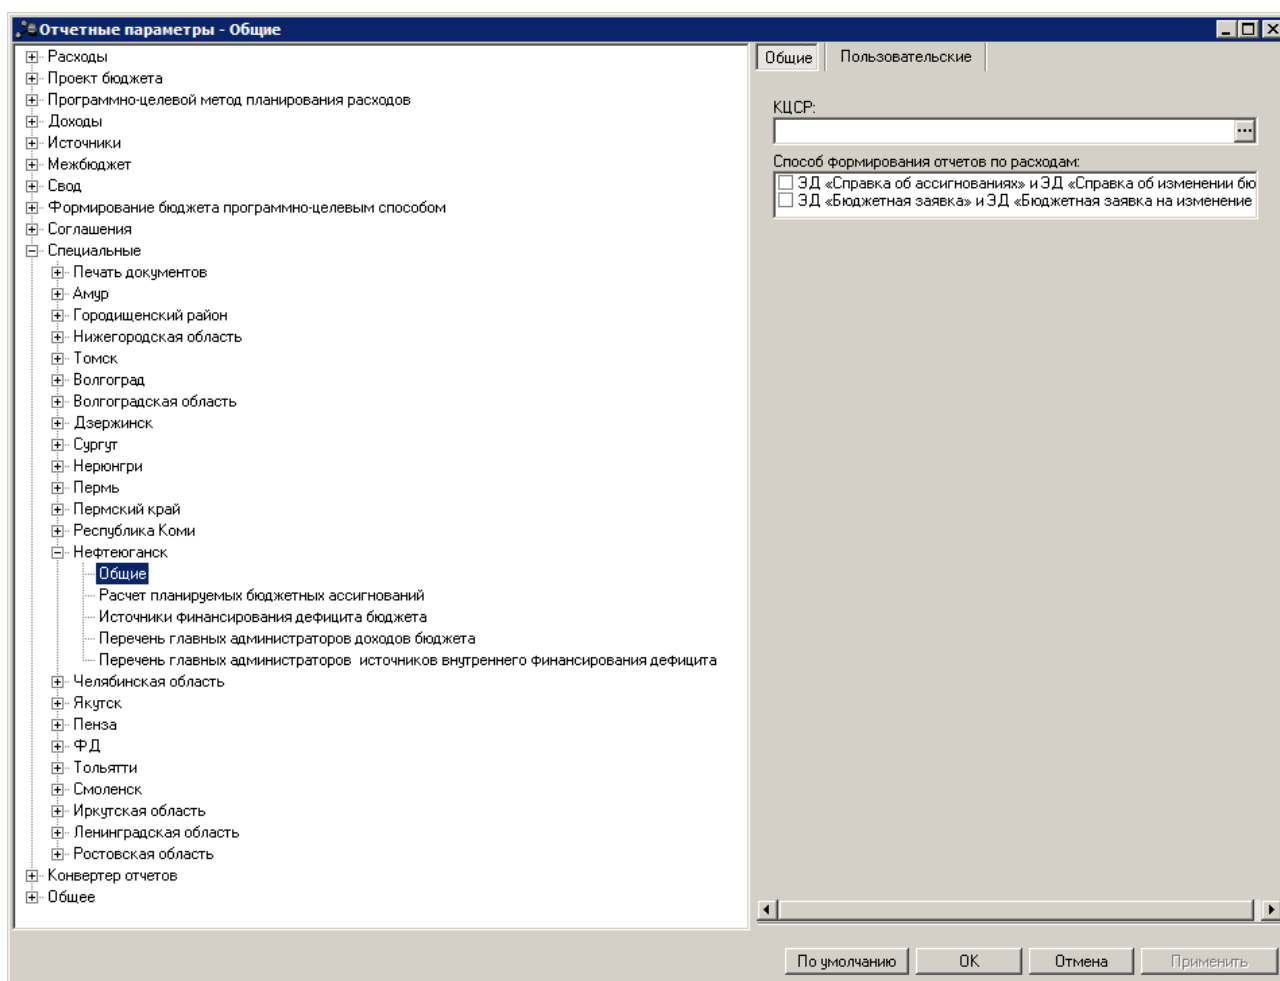 Отчетные параметры - Общие
Расходы
Проект бюджета
Программно-целевой метод планирования расходов
Доходы
Источники
Межбюджет
Свод
Формирование бюджета программно-целевым способом
Соглашения
Специальные
Печать документов
Амур
Городищенский район
Нижегородская область
Томск
Волгоград
Волгоградская область
Дзержинск
Сургут
Нерюнгри
Пермь
Пермский край
Республика Коми
Нефтеюганск
Общие
Расчет планируемых бюджетных ассигнований
Источники финансирования дефицита бюджета
Перечень главных администраторов доходов бюджета
Перечень главных администраторов источников внутреннего финансирования дефицита
Челябинская область
Якутск
Пенза
ФД
Тольятти
Смоленск
Иркутская область
Ленинградская область
Ростовская область
Конвертер отчетов
Общее
Общие Пользовательские
КЦСР:
...
Способ формирования отчетов по расходам:
ЭД «Справка об ассигнованиях» и ЭД «Справка об изменении бю
ЭД «Бюджетная заявка» и ЭД «Бюджетная заявка на изменение
По умолчанию OK Отмена Применить